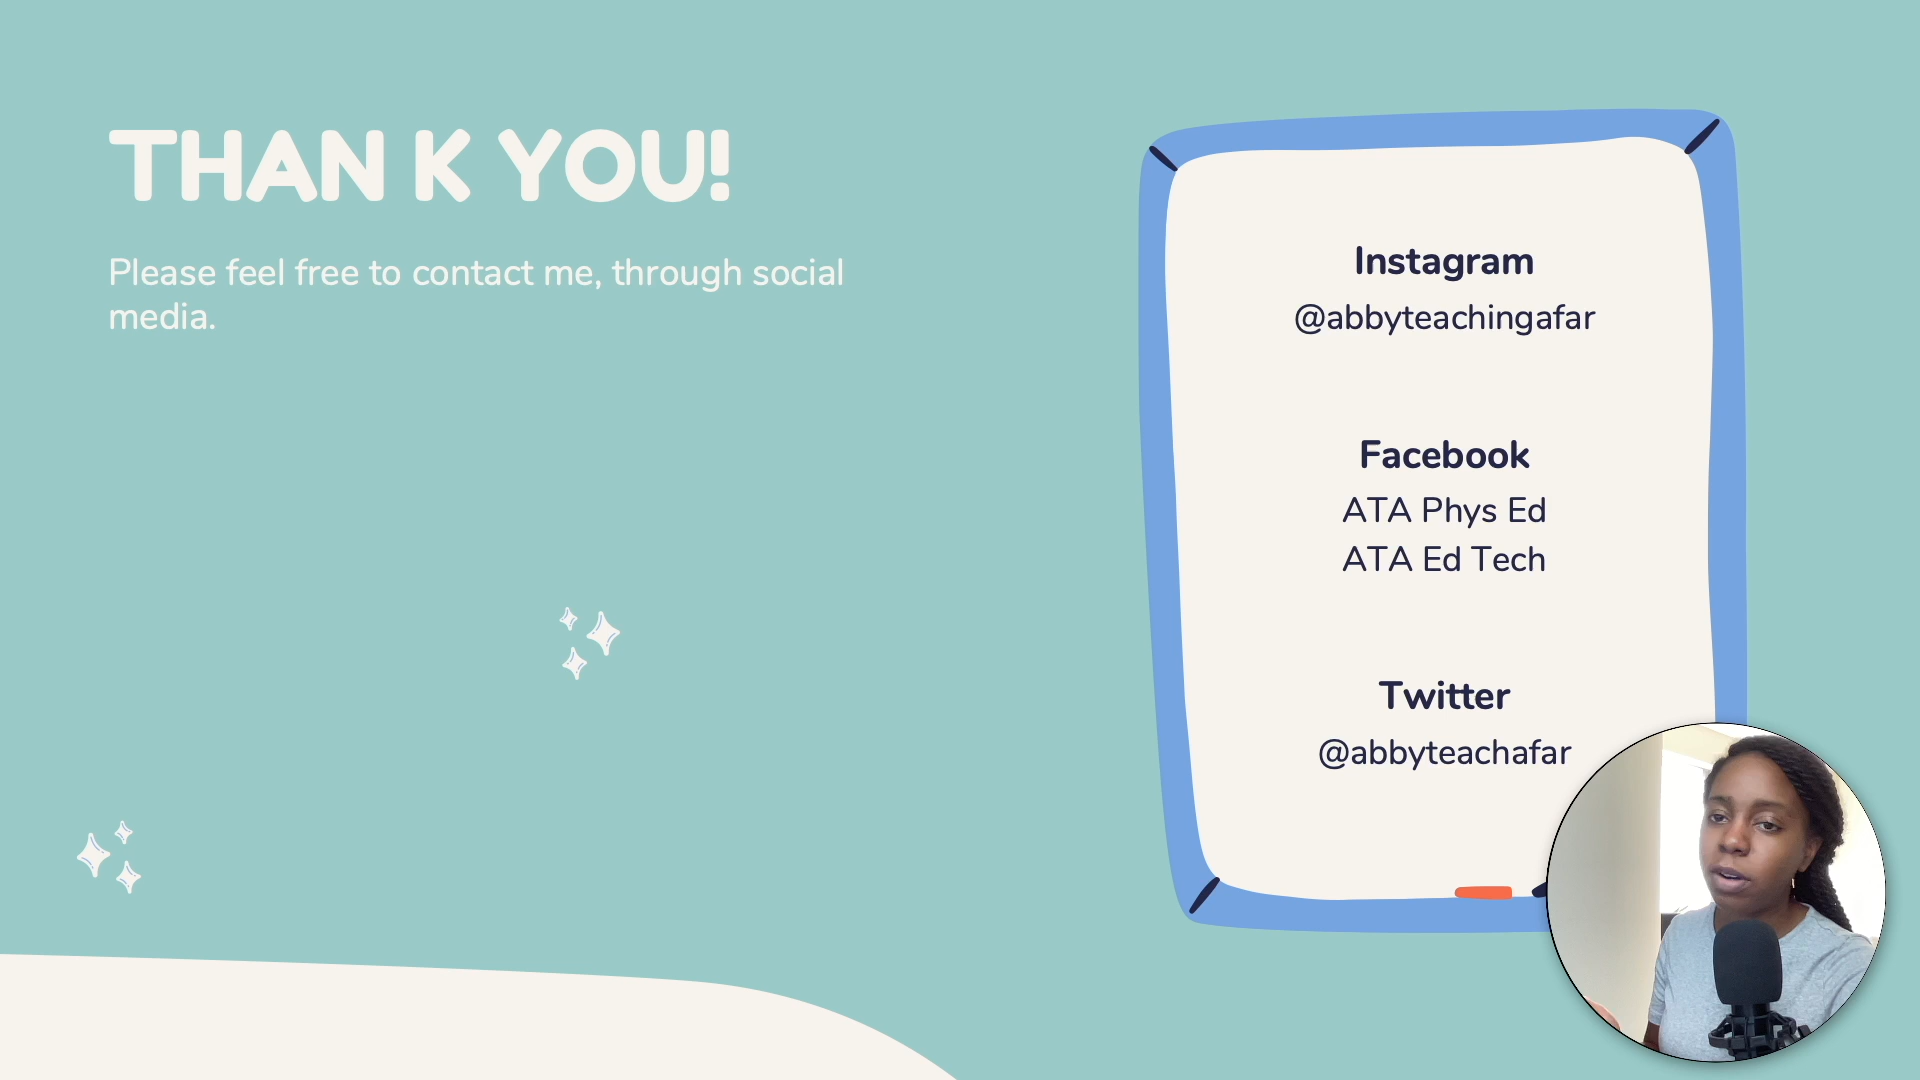 THAN K YOU!
Please feel free to contact me, through social
media.
Instagram
@abbyteachingafar
Facebook
ATA Phys Ed
ATA Ed Tech
Twitter
@abbyteachafar